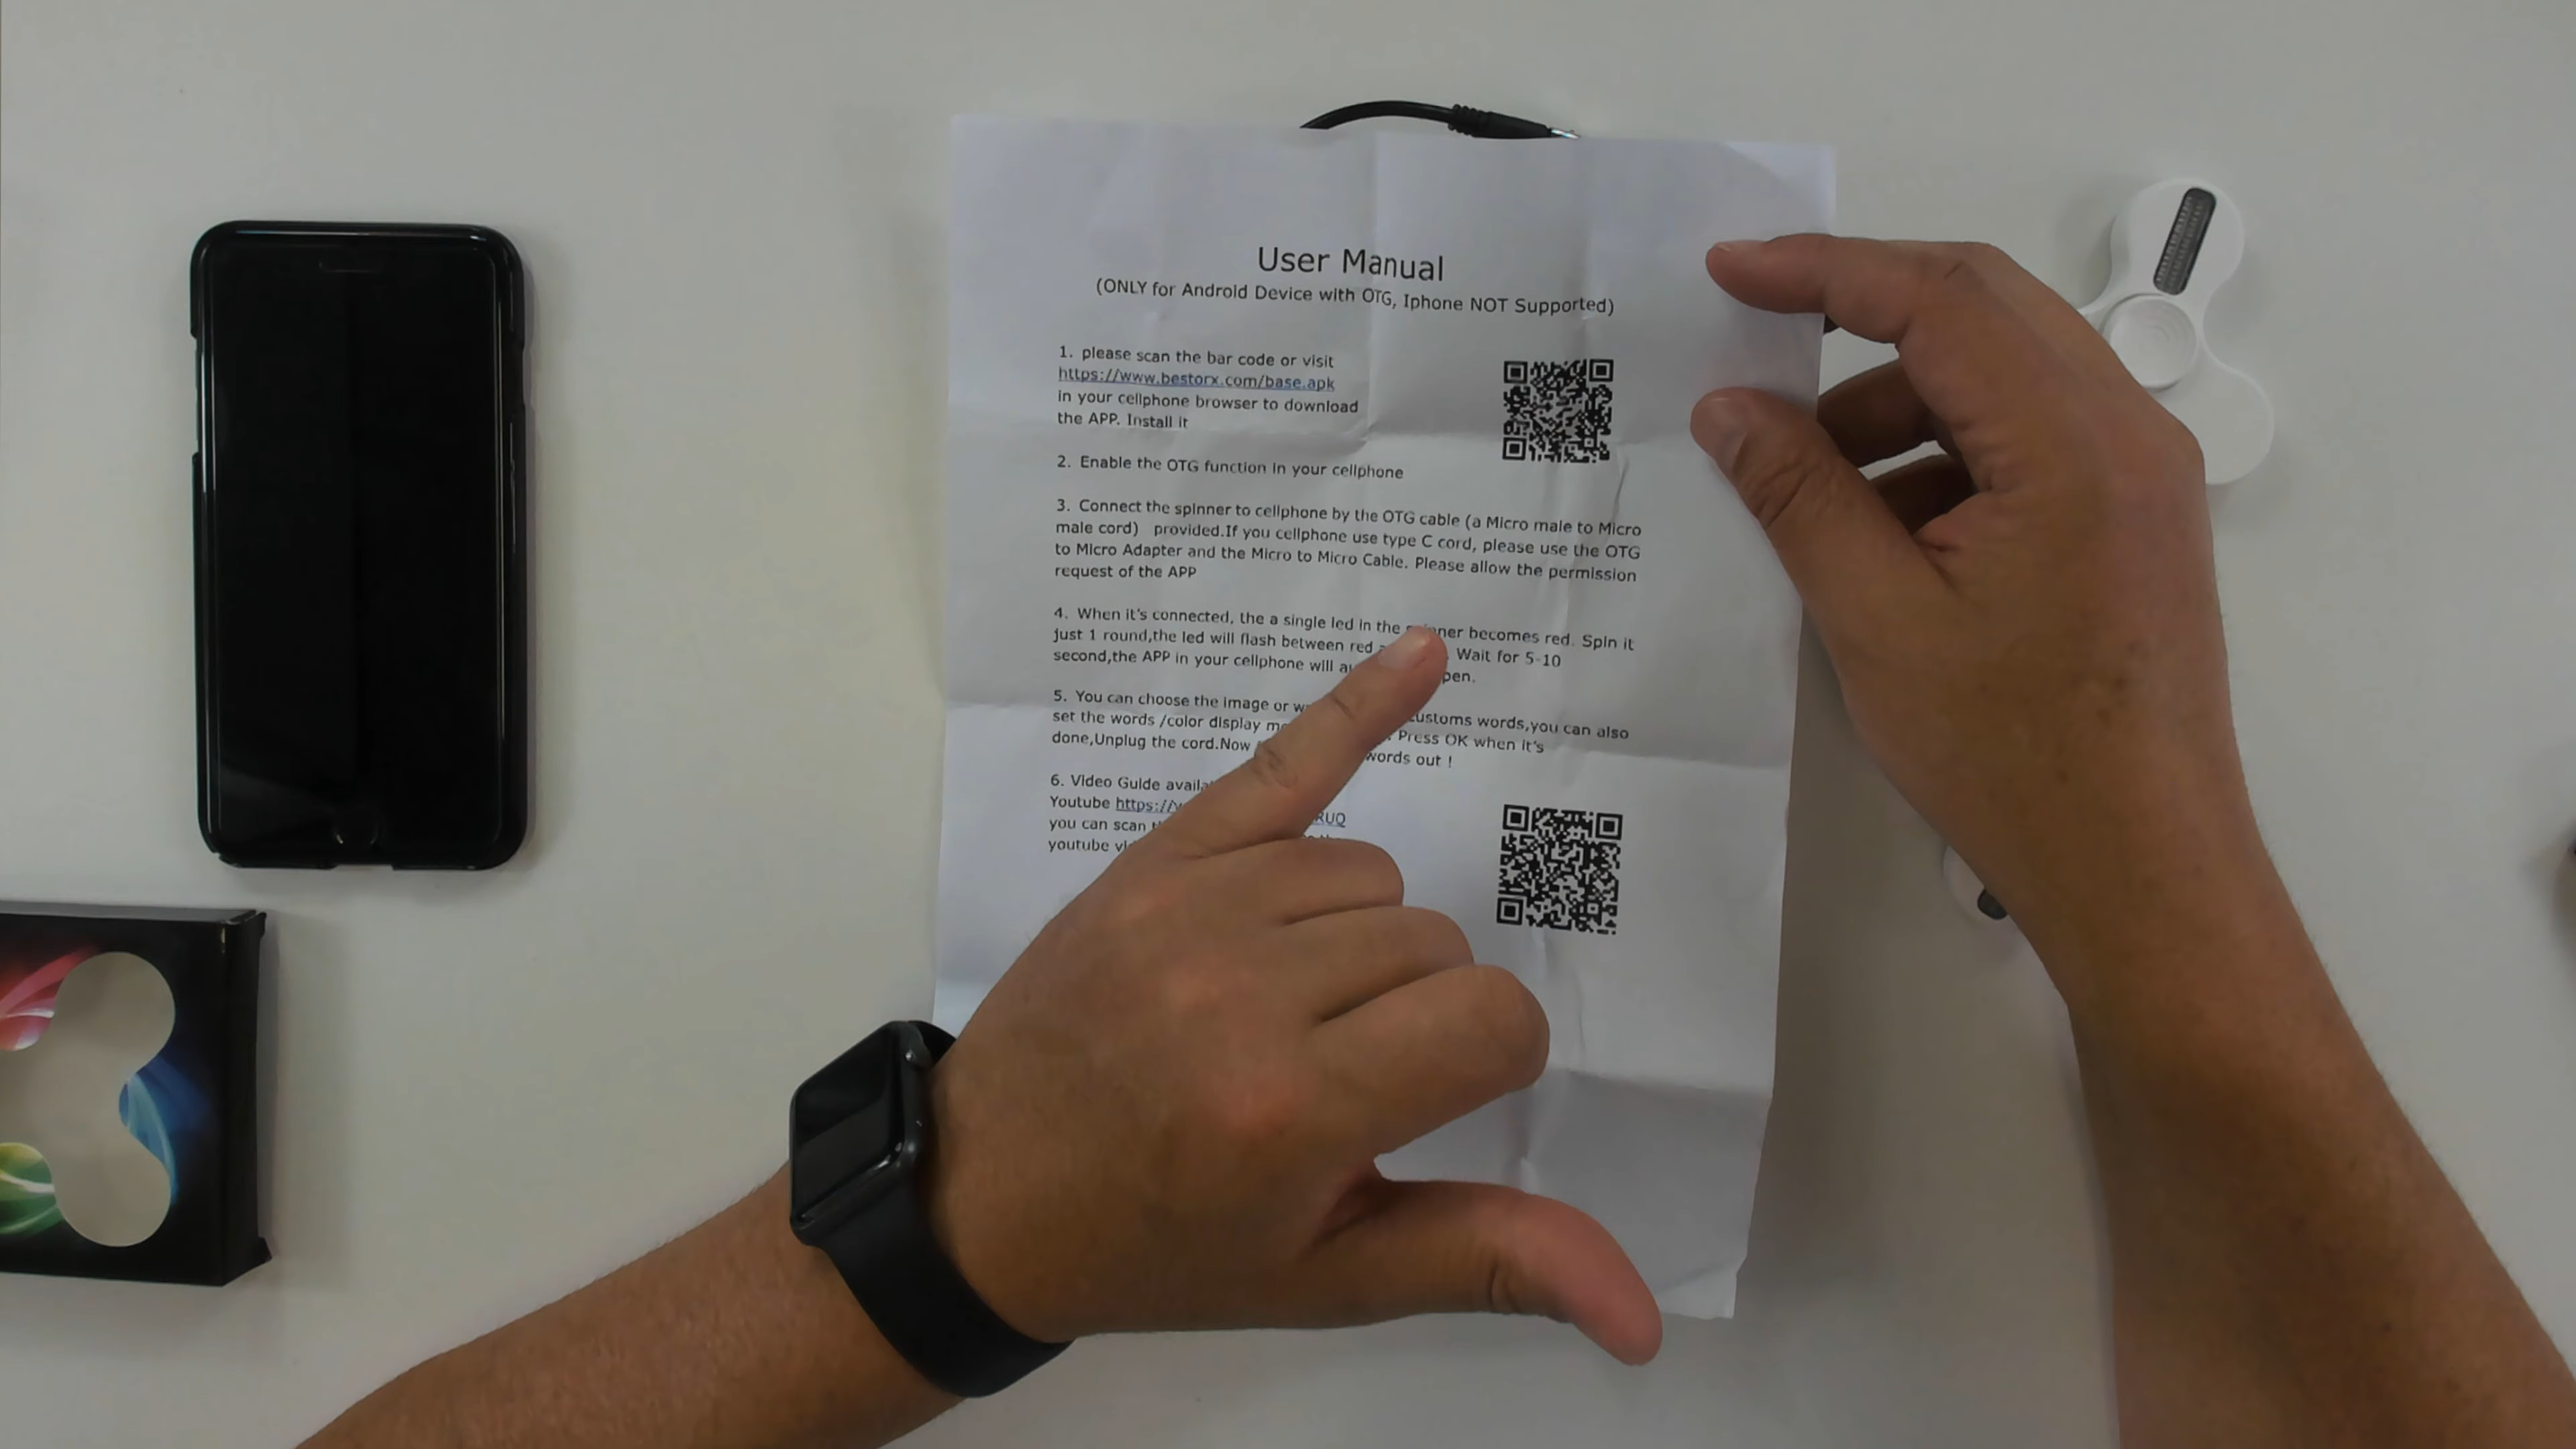 User Manual
(ONLY for Android Device with OTG, Iphone NOT Supported)
1. please scan the bar code or visit
https://www.bestorx.com/base.apk
in your cellphone browser to download
the APP. Install it
2. Enable the OTG function in your cellphone
3. Connect the spinner to cellphone by the OTG cable (a Micro male to Micro
male cord) provided.If you cellphone use type C cord, please use the OTG
to Micro Adapter and the Micro to Micro Cable. Please allow the permission
request of the APP
4. When it's connected, the a single led in the becomes red. Spin it
just 1 round,the led will flash between red Wait for 5-10
second,the APP in your cellphone will
5. You can choose the image or customs words,you can also
set the words /color display Press OK when it's
done,Unplug the cord.Now words out !
6. Video Guide
Youtube https://
you can scan
youtube